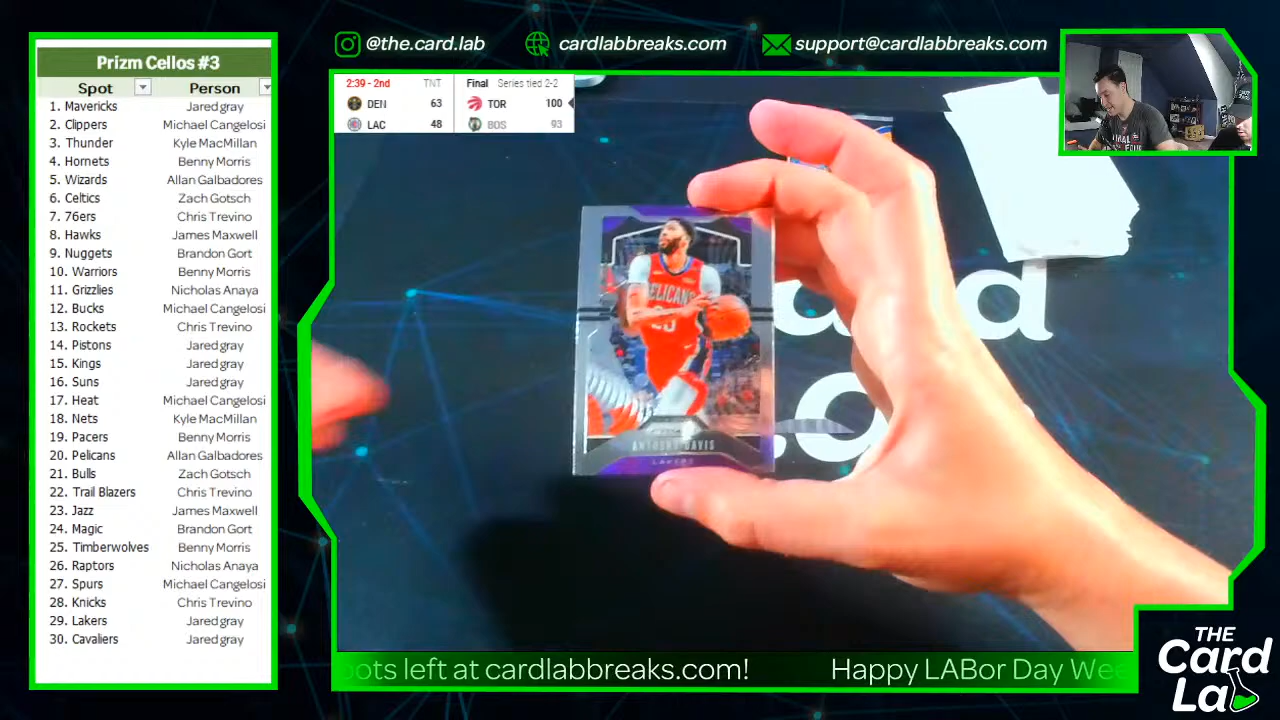 @the.card.lab
cardlabbreaks.com
support@cardlabbreaks.com
Prizm Cellos #3
Spot Person
1. Mavericks Jared gray
2. Clippers Michael Cangelosi
3. Thunder Kyle MacMillan
4. Hornets Benny Morris
5. Wizards Allan Galbadores
6. Celtics Zach Gotsch
7. 76ers Chris Trevino
8. Hawks James Maxwell
9. Nuggets Brandon Gort
10. Warriors Benny Morris
11. Grizzlies Nicholas Anaya
12. Bucks Michael Cangelosi
13. Rockets Chris Trevino
14. Pistons Jared gray
15. Kings Jared gray
16. Suns Jared gray
17. Heat Michael Cangelosi
18. Nets Kyle MacMillan
19. Pacers Benny Morris
20. Pelicans Allan Galbadores
21. Bulls Zach Gotsch
22. Trail Blazers Chris Trevino
23. Jazz James Maxwell
24. Magic Brandon Gort
25. Timberwolves Benny Morris
26. Raptors Nicholas Anaya
27. Spurs Michael Cangelosi
28. Knicks Chris Trevino
29. Lakers Jared gray
30. Cavaliers Jared gray
2:39 - 2nd TNT
DEN 63
LAC 48
Final Series tied 2-2
TOR 100
BOS 93
PELICANS
ANTHONY DAVIS
LAKERS
ots left at cardlabbreaks.com! Happy LABor Day Wee
THE
Card
Lab